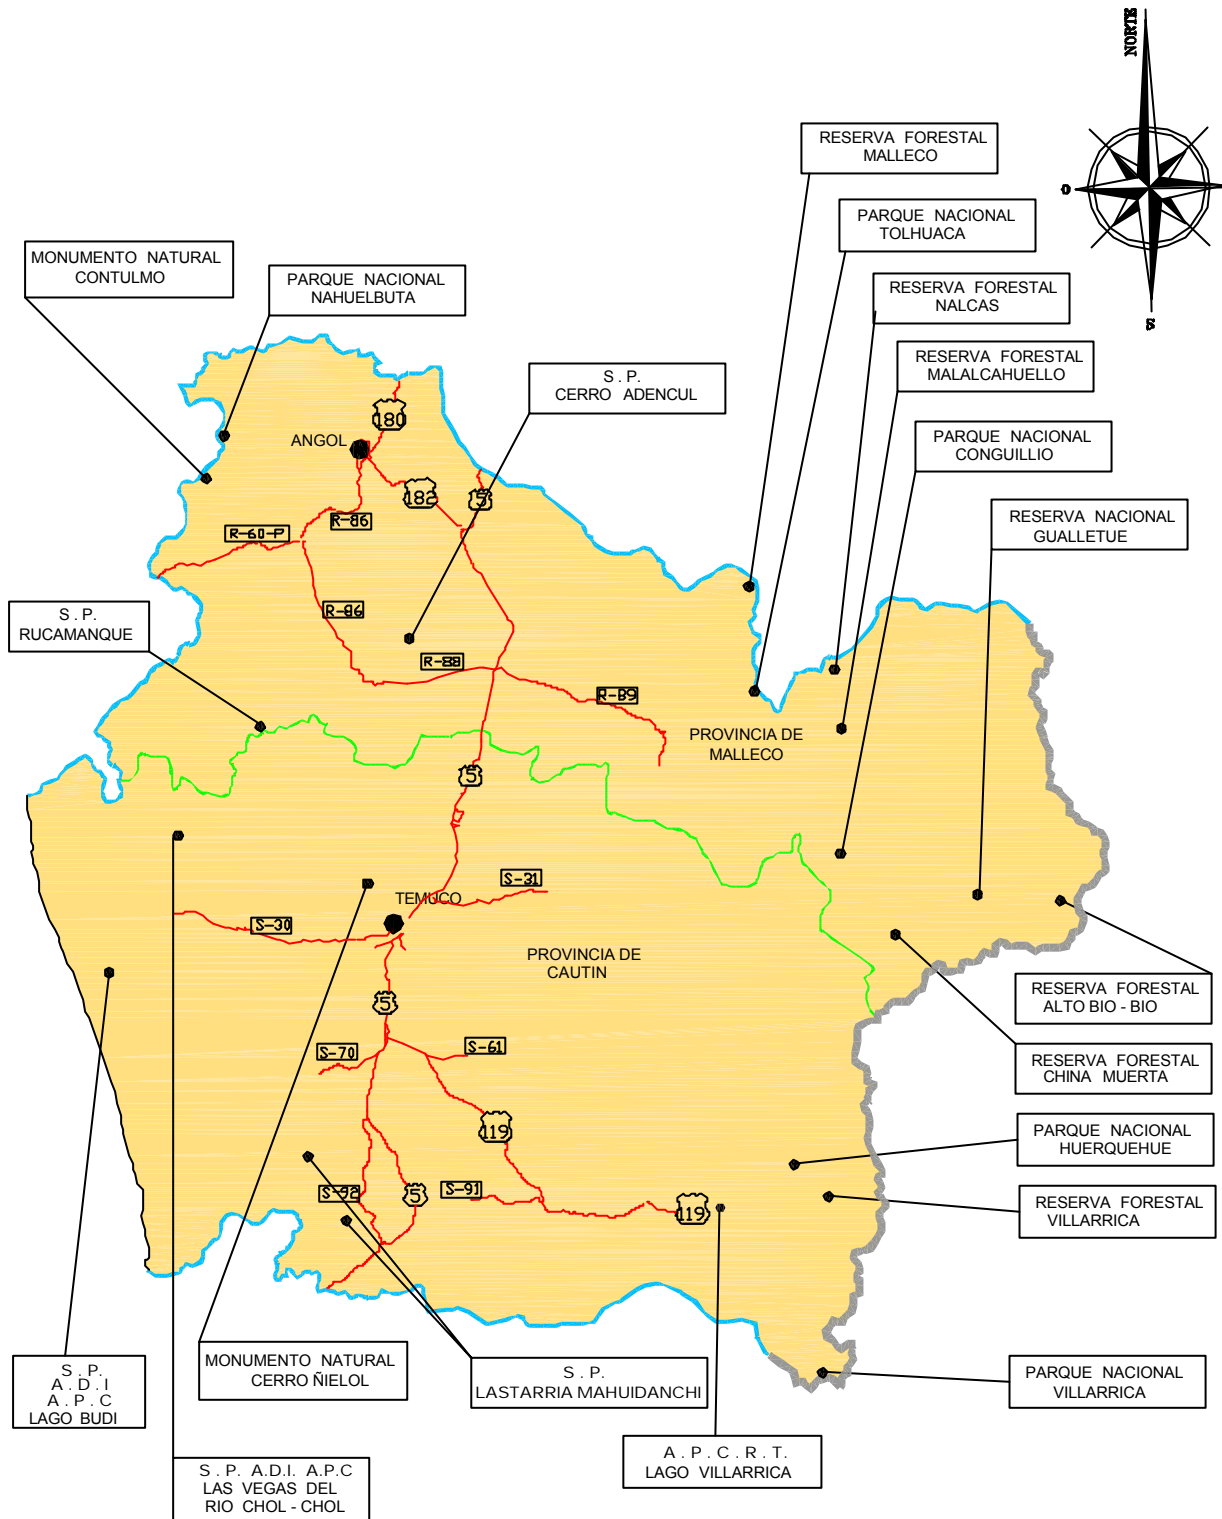 NORTE
O
S
RESERVA FORESTAL
MALLECO
PARQUE NACIONAL
TOLHUACA
MONUMENTO NATURAL
CONTULMO
PARQUE NACIONAL
NAHUELBUTA
RESERVA FORESTAL
NALCAS
RESERVA FORESTAL
MALALCAHUELLO
S . P.
CERRO ADENCUL
PARQUE NACIONAL
CONGUILLIO
RESERVA NACIONAL
GUALLETUE
180
ANGOL
182
5
R-86
R-60-P
R-86
S . P.
RUCAMANQUE
R-88
R-89
PROVINCIA DE
MALLECO
5
S-31
TEMUCO
S-30
PROVINCIA DE
CAUTIN
RESERVA FORESTAL
ALTO BIO - BIO
5
S-70
S-61
RESERVA FORESTAL
CHINA MUERTA
119
PARQUE NACIONAL
HUERQUEHUE
S-92
5
S-91
119
RESERVA FORESTAL
VILLARRICA
S . P.
A . D . I
A . P . C
LAGO BUDI
MONUMENTO NATURAL
CERRO ÑIELOL
S . P.
LASTARRIA MAHUIDANCHI
PARQUE NACIONAL
VILLARRICA
A . P . C . R . T.
LAGO VILLARRICA
S . P. A.D.I. A.P.C
LAS VEGAS DEL
RIO CHOL - CHOL